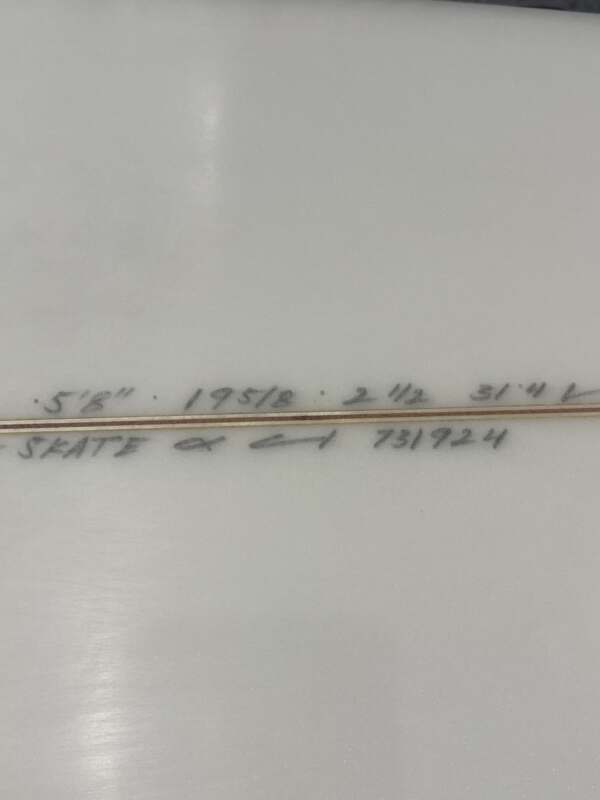 ·5'8" · 19 5/8 · 2 1/2 31·4 L
SKATE 731924